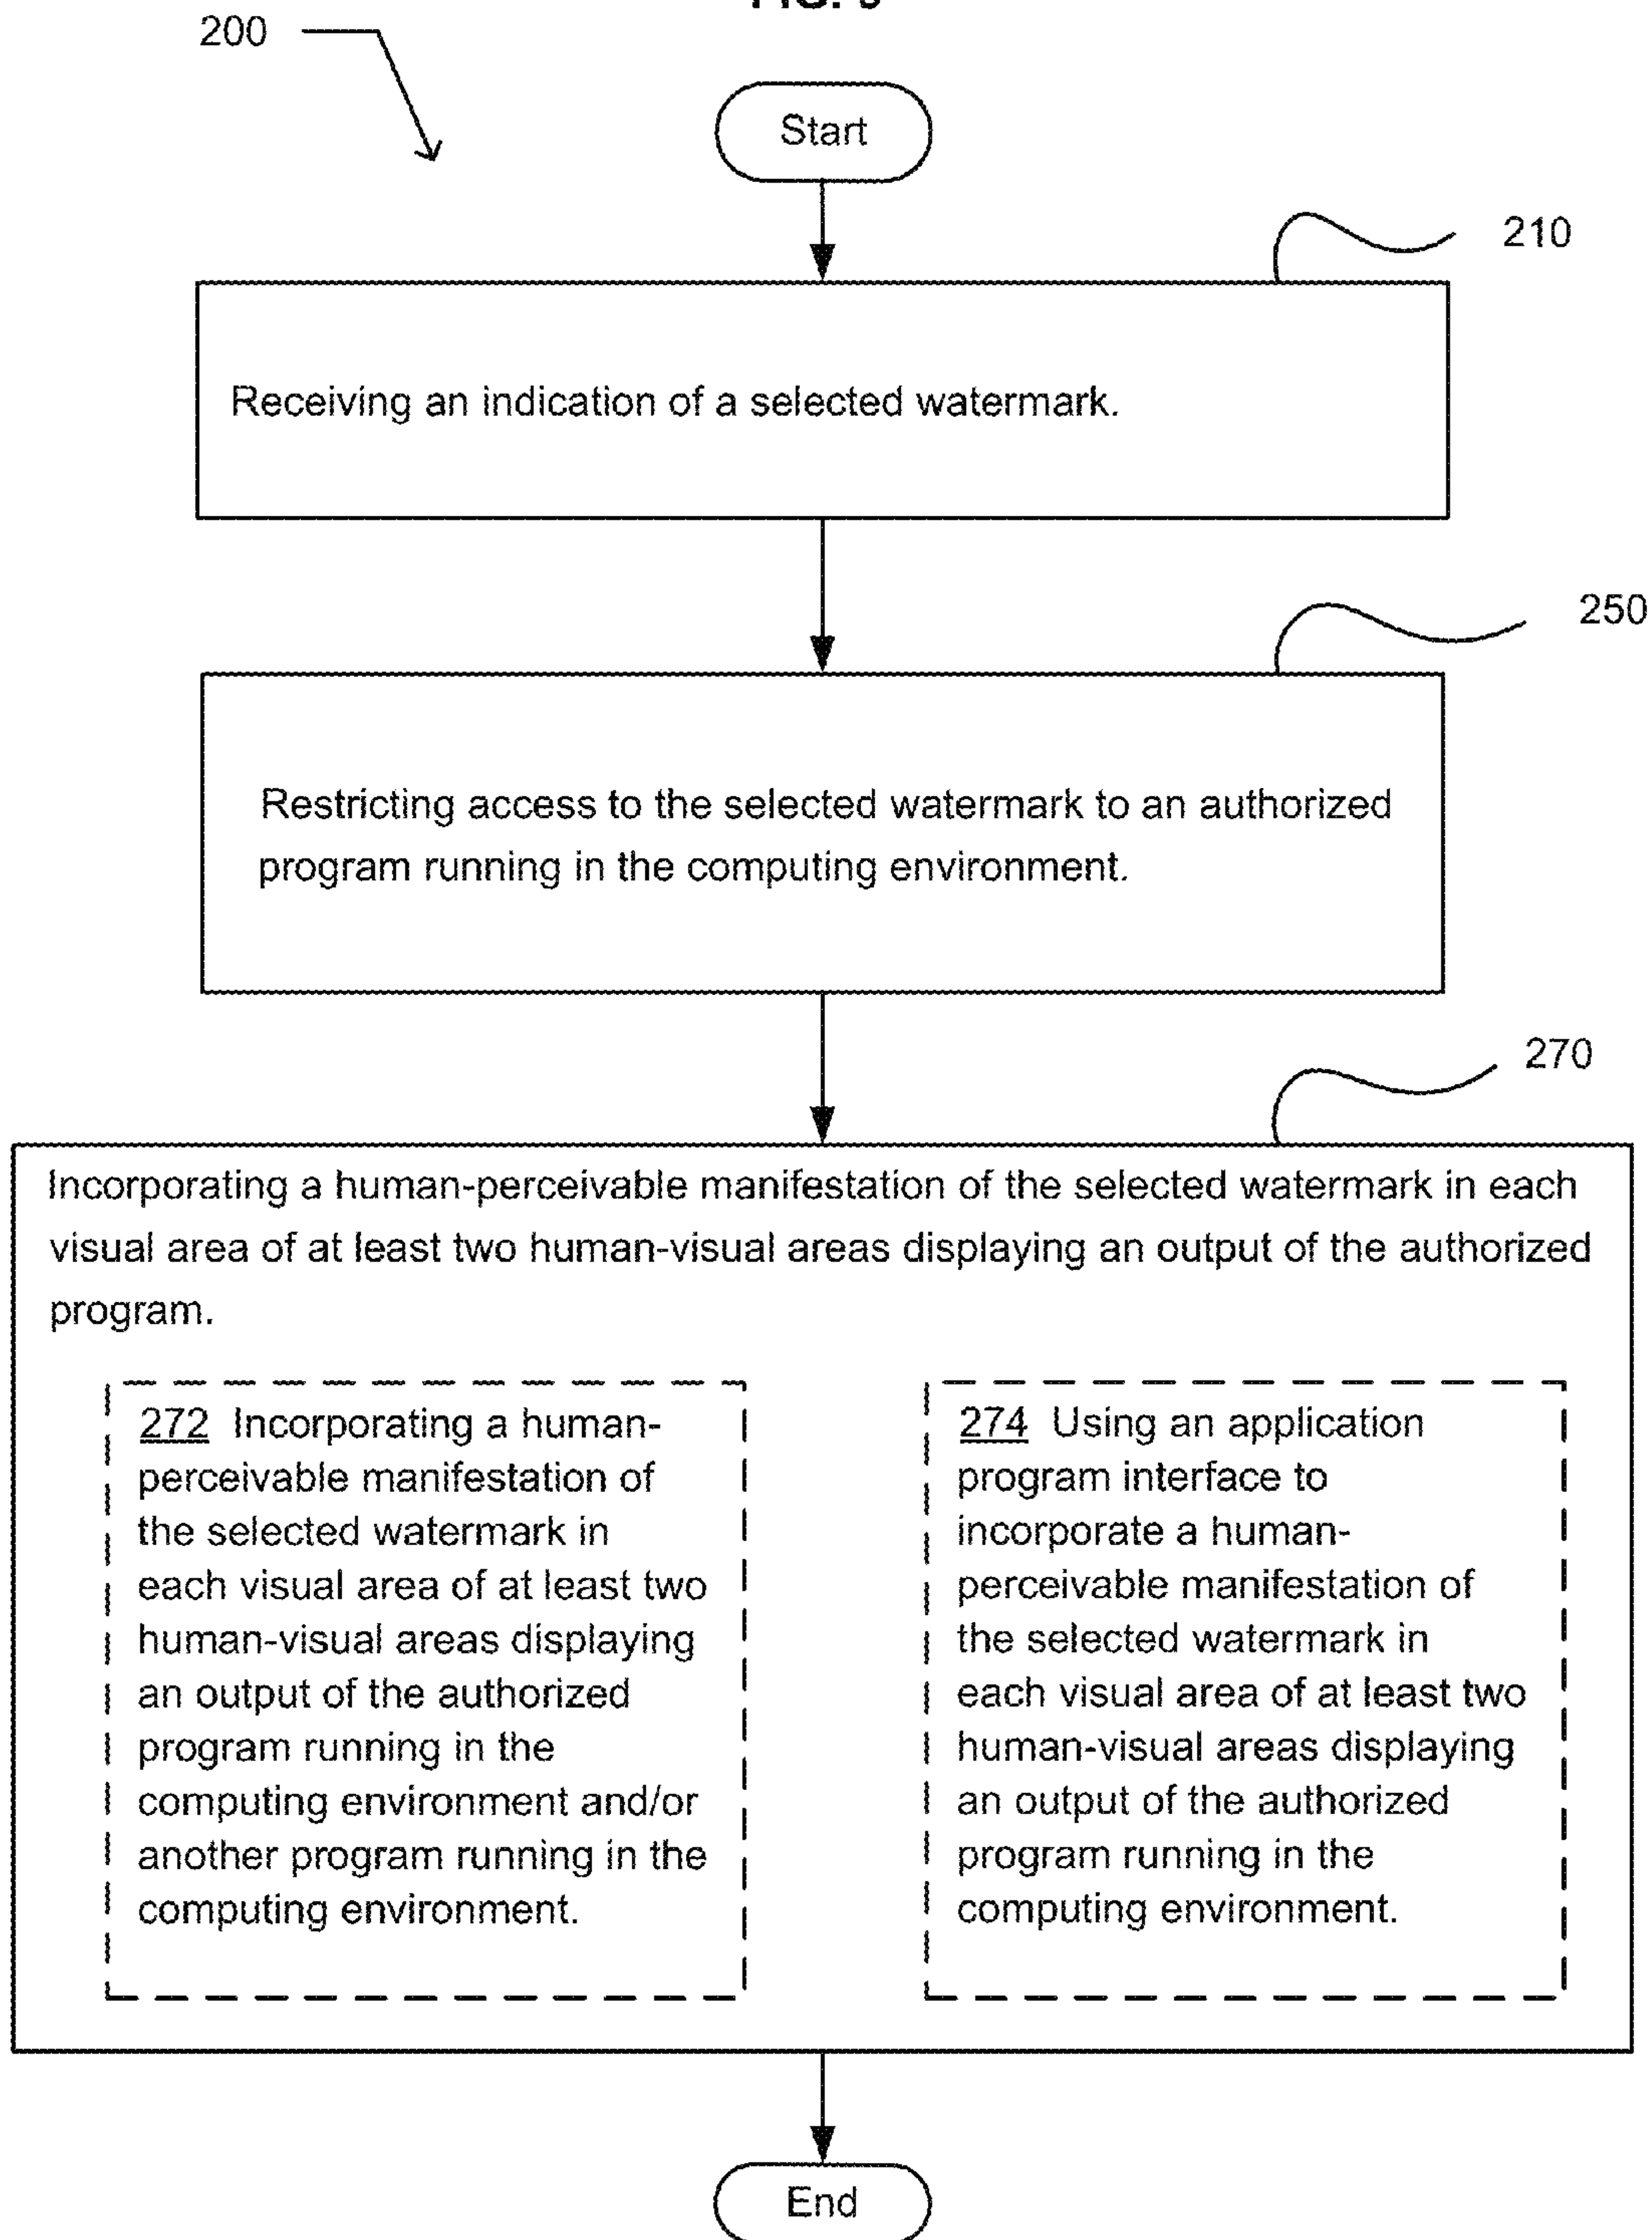 200
Start
210
Receiving an indication of a selected watermark.
250
Restricting access to the selected watermark to an authorized
program running in the computing environment.
270
Incorporating a human-perceivable manifestation of the selected watermark in each
visual area of at least two human-visual areas displaying an output of the authorized
program.
272 Incorporating a human-
perceivable manifestation of
the selected watermark in
each visual area of at least two
human-visual areas displaying
an output of the authorized
program running in the
computing environment and/or
another program running in the
computing environment.
274 Using an application
program interface to
incorporate a human-
perceivable manifestation of
the selected watermark in
each visual area of at least two
human-visual areas displaying
an output of the authorized
program running in the
computing environment.
End